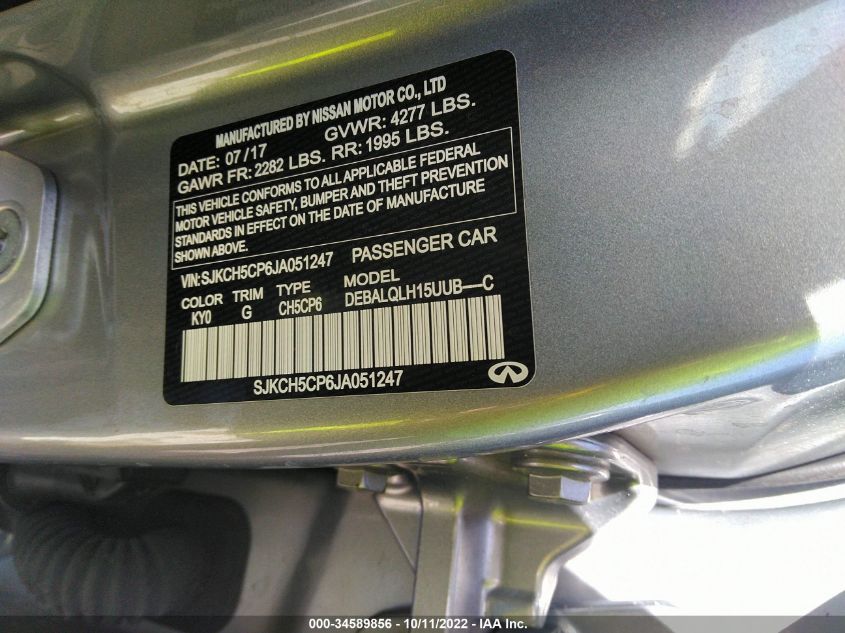 MANUFACTURED BY NISSAN MOTOR CO., LTD
DATE: 07/17 GVWR: 4277 LBS.
GAWR FR: 2282 LBS. RR: 1995 LBS.
THIS VEHICLE CONFORMS TO ALL APPLICABLE FEDERAL
MOTOR VEHICLE SAFETY, BUMPER AND THEFT PREVENTION
STANDARDS IN EFFECT ON THE DATE OF MANUFACTURE
SHOWN ABOVE.
VIN: SJKCH5CP6JA051247 PASSENGER CAR
COLOR TRIM TYPE MODEL
KY0 G CH5CP6 DEBALQLH15UUB--C
SJKCH5CP6JA051247
000-34589856 - 10/11/2022 - IAA Inc.